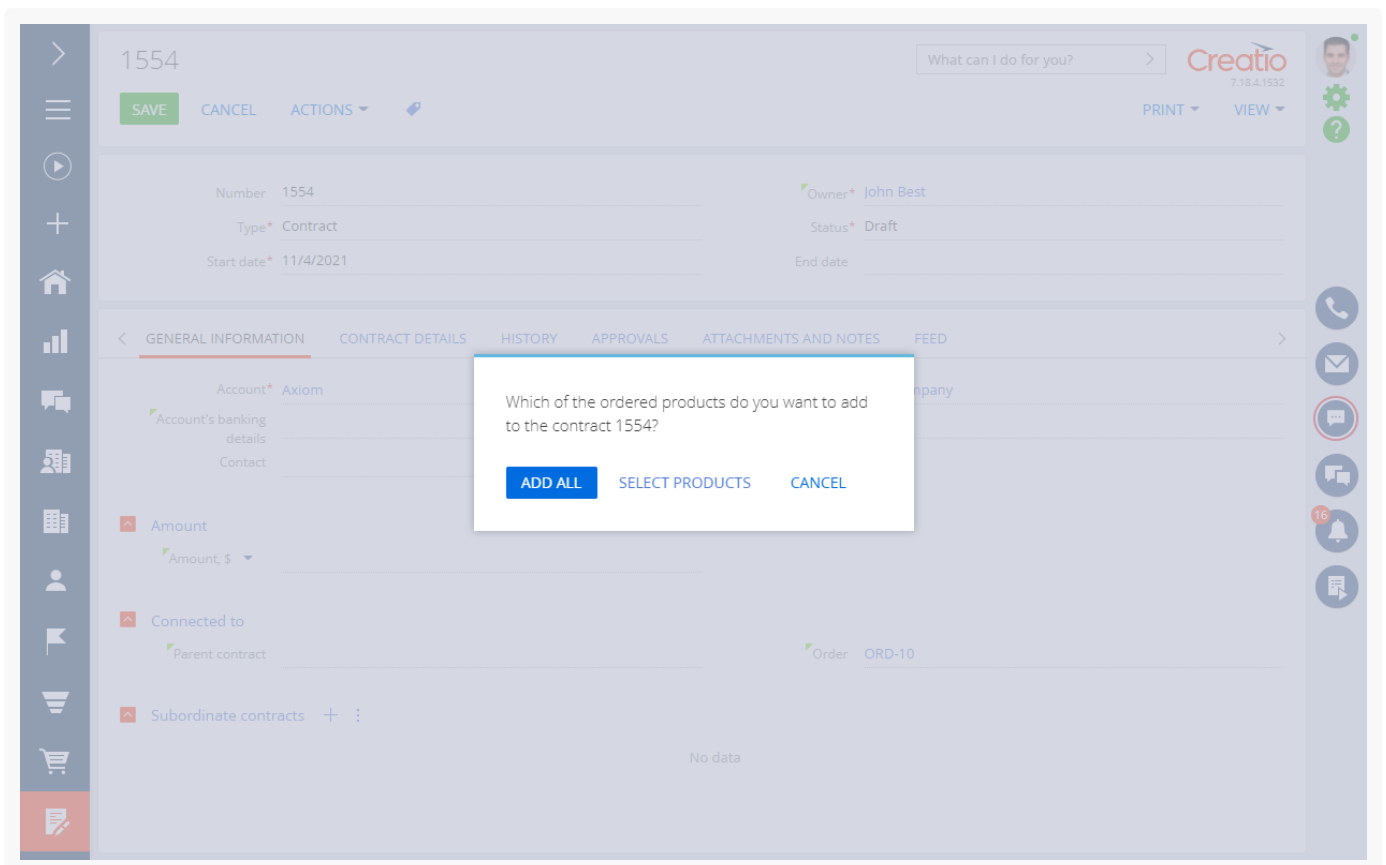 1554
What can I do for you?
Creatio
7.18.4.1532
SAVE CANCEL ACTIONS
PRINT VIEW
Number 1554
Owner* John Best
Type* Contract
Status* Draft
Start date* 11/4/2021
End date
GENERAL INFORMATION CONTRACT DETAILS HISTORY APPROVALS ATTACHMENTS AND NOTES FEED
Account* Axiom
mpany
Account's banking
details
Contact
Which of the ordered products do you want to add
to the contract 1554?
ADD ALL SELECT PRODUCTS CANCEL
Amount
Amount, $
Connected to
Parent contract
Order ORD-10
Subordinate contracts
No data
?
16